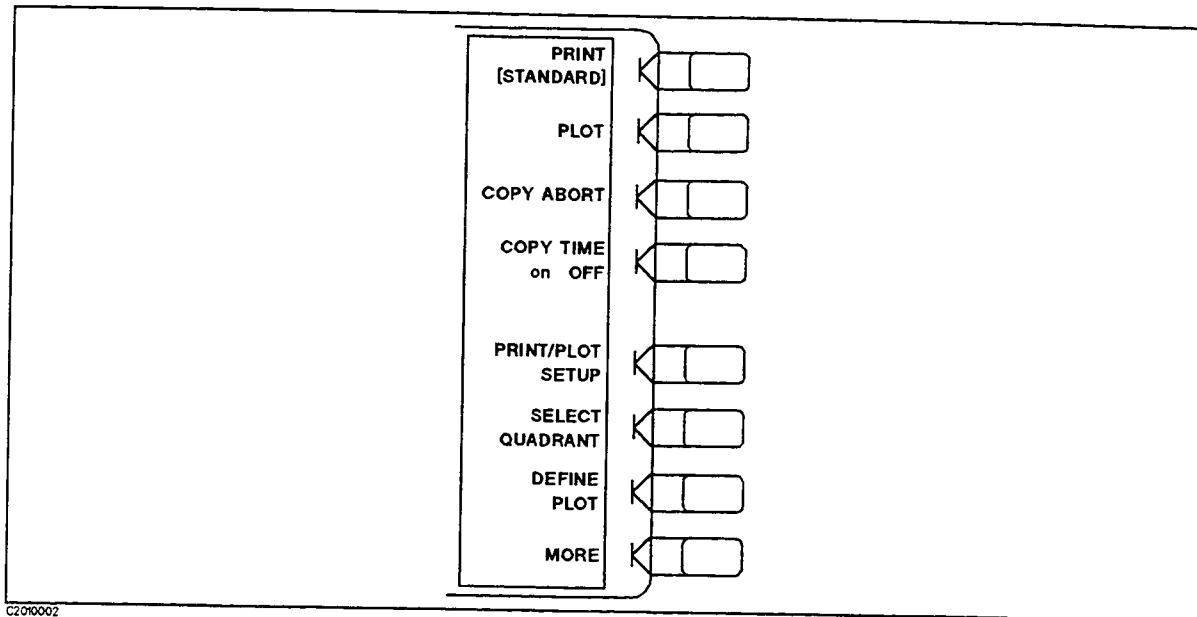 PRINT
[STANDARD]
PLOT
COPY ABORT
COPY TIME
on OFF
PRINT/PLOT
SETUP
SELECT
QUADRANT
DEFINE
PLOT
MORE
C2010002